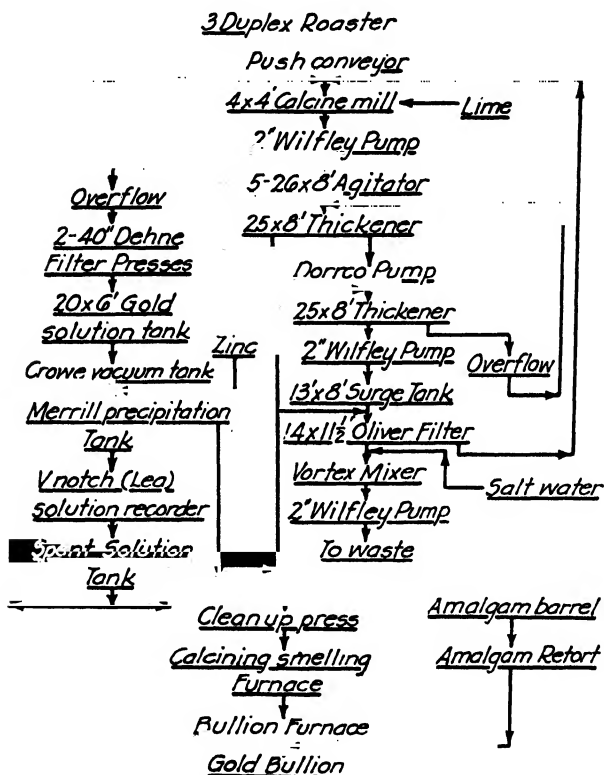 3 Duplex Roaster
Push conveyor
4x4' Calcine mill
Lime
2" Wilfley Pump
5-26x8' Agitator
25x8' Thickener
Dorrco Pump
25x8' Thickener
2" Wilfley Pump
Overflow
13'x8' Surge Tank
14x11½' Oliver Filter
Vortex Mixer
Salt water
2" Wilfley Pump
To waste
Overflow
2-40" Dehne
Filter Presses
20x6' Gold
solution tank
Zinc
Crowe vacuum tank
Merrill precipitation
Tank
V notch (Lea)
solution recorder
Spent Solution
Tank
Clean up press
Calcining smelling
Furnace
Bullion Furnace
Gold Bullion
Amalgam barrel
Amalgam Retort